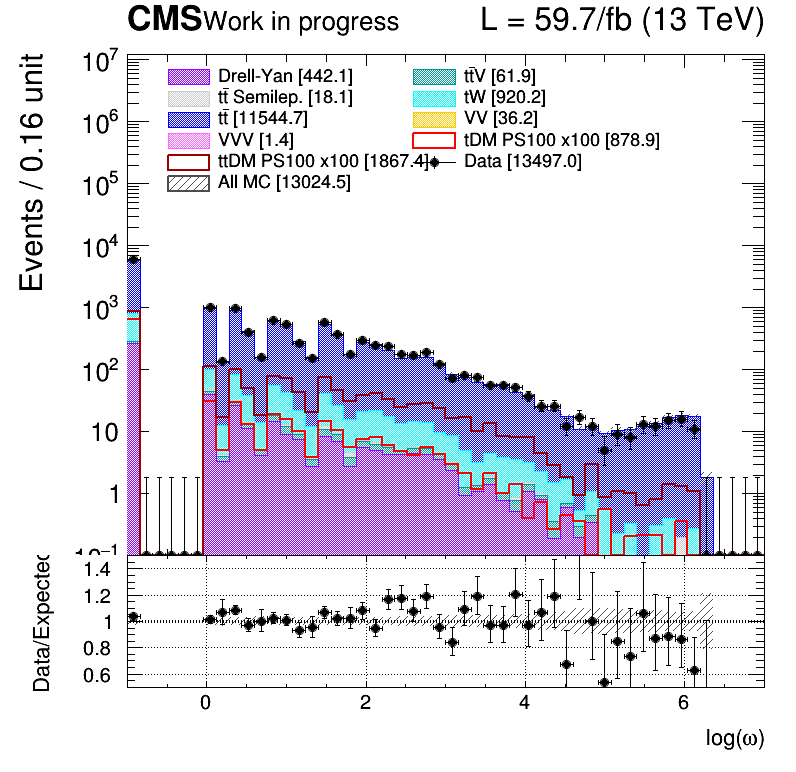 CMS Work in progress L = 59.7/fb (13 TeV)
Events / 0.16 unit
10⁷
10⁶
10⁵
10⁴
10³
10²
10
1
10⁻¹
Drell-Yan [442.1] tt̄V [61.9]
tt̄ Semilep. [18.1] tW [920.2]
tt̄ [11544.7] VV [36.2]
VVV [1.4] tDM PS100 x100 [878.9]
ttDM PS100 x100 [1867.4] Data [13497.0]
All MC [13024.5]
Data/Expected
1.4
1.2
1
0.8
0.6
0 2 4 6
log(ω)